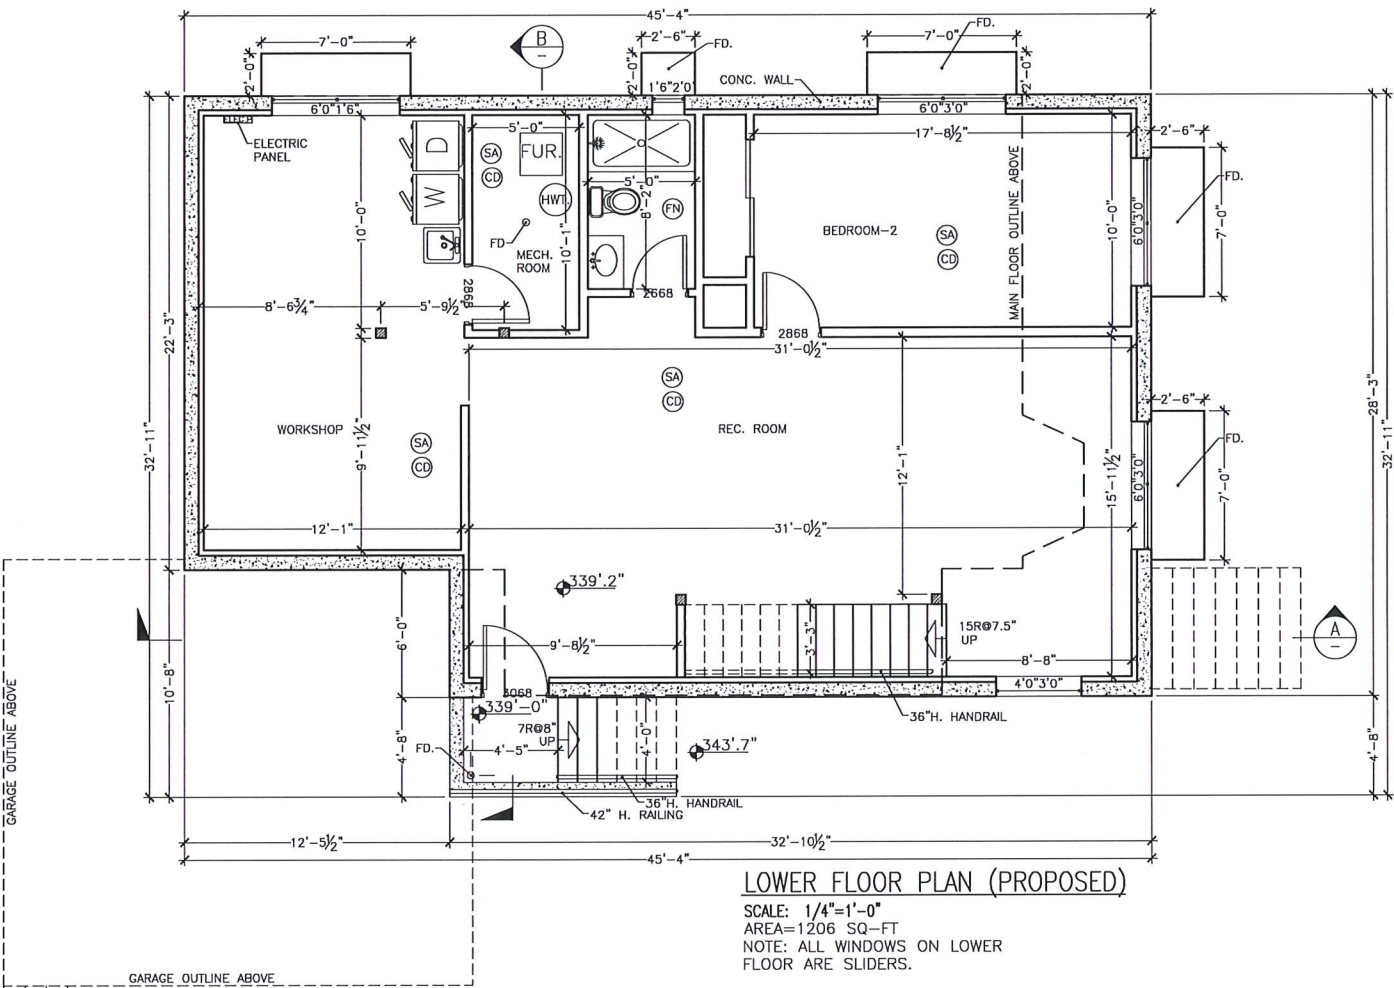 45'-4"
7'-0"
B
-
2'-6"
FD.
7'-0"
FD.
2'-0"
2'-0"
2'-0"
CONC. WALL
6'0"1'6"
1'6"2'0"
6'0"3'0"
ELEC.P.
ELECTRIC
PANEL
D
W
5'-0"
SA
CD
FUR.
HWT.
FD
MECH.
ROOM
10'-1"
2868
5'-0"
8'-2"
FN
2668
17'-8½"
BEDROOM-2
SA
CD
MAIN FLOOR OUTLINE ABOVE
10'-0"
6'0"3'0"
2'-6"
FD.
7'-0"
10'-0"
8'-6¾"
5'-9½"
2868
31'-0½"
22'-3"
32'-11"
WORKSHOP
9'-11½"
SA
CD
SA
CD
REC. ROOM
12'-1"
15'-11½"
6'0"3'0"
2'-6"
FD.
7'-0"
28'-3"
32'-11"
12'-1"
31'-0½"
339'.2"
6'-0"
10'-8"
9'-8½"
3'-3"
15R@7.5"
UP
8'-8"
A
-
3068
4'0"3'0"
339'-0"
36"H. HANDRAIL
7R@8"
UP
4'-0"
343'.7"
FD.
4'-5"
4'-8"
4'-8"
36"H. HANDRAIL
42" H. RAILING
GARAGE OUTLINE ABOVE
12'-5½"
32'-10½"
45'-4"
LOWER FLOOR PLAN (PROPOSED)
SCALE: 1/4"=1'-0"
AREA=1206 SQ-FT
NOTE: ALL WINDOWS ON LOWER
FLOOR ARE SLIDERS.
GARAGE OUTLINE ABOVE